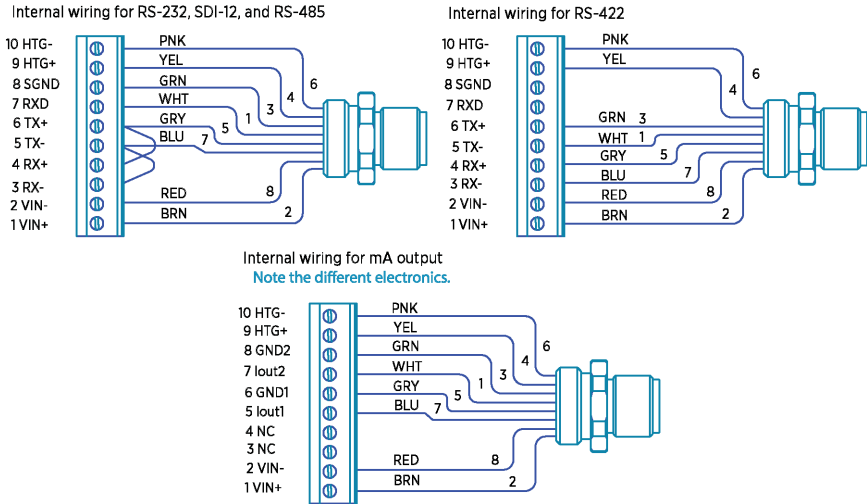 Internal wiring for RS-232, SDI-12, and RS-485
10 HTG-
9 HTG+
8 SGND
7 RXD
6 TX+
5 TX-
4 RX+
3 RX-
2 VIN-
1 VIN+
PNK
YEL
GRN
WHT
GRY
BLU
RED
BRN
6
4
3
1
5
7
8
2
Internal wiring for RS-422
10 HTG-
9 HTG+
8 SGND
7 RXD
6 TX+
5 TX-
4 RX+
3 RX-
2 VIN-
1 VIN+
PNK
YEL
GRN 3
WHT 1
GRY 5
BLU 7
RED 8
BRN 2
6
4
Internal wiring for mA output
Note the different electronics.
10 HTG-
9 HTG+
8 GND2
7 Iout2
6 GND1
5 Iout1
4 NC
3 NC
2 VIN-
1 VIN+
PNK
YEL
GRN
WHT
GRY
BLU
RED
BRN
6
4
3
1
5
7
8
2